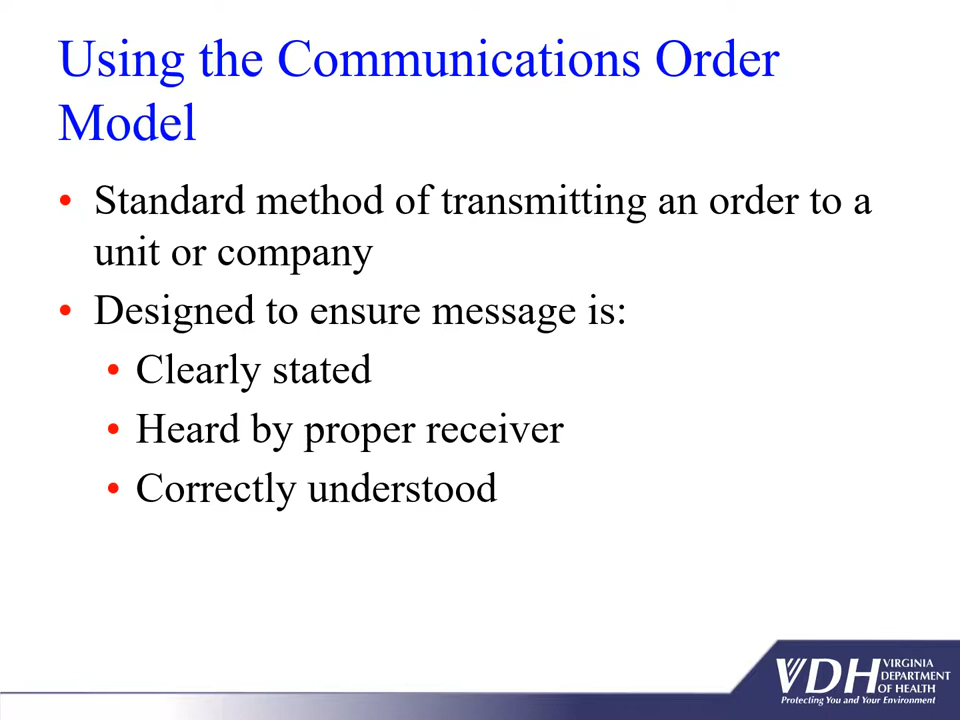 Using the Communications Order
Model
• Standard method of transmitting an order to a
unit or company
• Designed to ensure message is:
• Clearly stated
• Heard by proper receiver
• Correctly understood
VDH VIRGINIA
DEPARTMENT
OF HEALTH
Protecting You and Your Environment